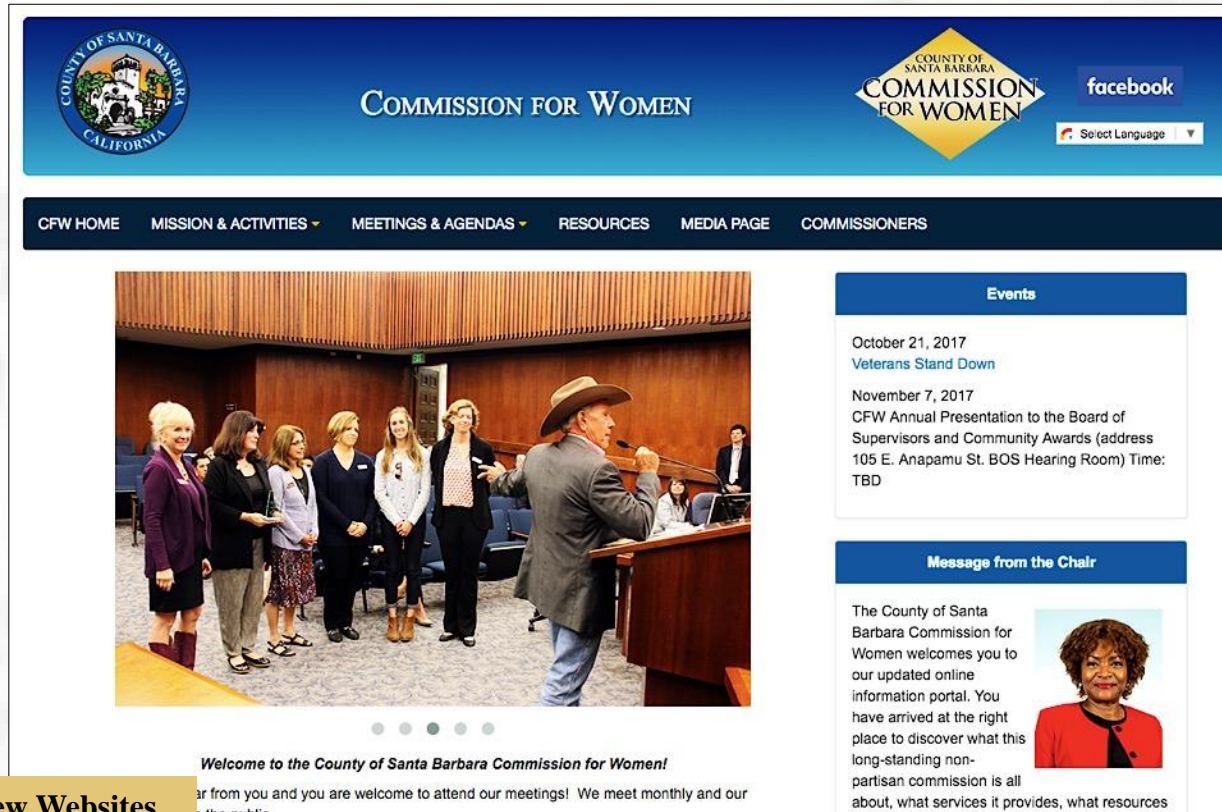 COUNTY OF SANTA BARBARA
CALIFORNIA
COMMISSION FOR WOMEN
COUNTY OF
SANTA BARBARA
COMMISSION
FOR WOMEN
facebook
Select Language
CFW HOME
MISSION & ACTIVITIES
MEETINGS & AGENDAS
RESOURCES
MEDIA PAGE
COMMISSIONERS
Welcome to the County of Santa Barbara Commission for Women!
from you and you are welcome to attend our meetings! We meet monthly and our
the public
Events
October 21, 2017
Veterans Stand Down
November 7, 2017
CFW Annual Presentation to the Board of
Supervisors and Community Awards (address
105 E. Anapamu St. BOS Hearing Room) Time:
TBD
Message from the Chair
The County of Santa
Barbara Commission for
Women welcomes you to
our updated online
information portal. You
have arrived at the right
place to discover what this
long-standing non-
partisan commission is all
about, what services it provides, what resources
Websites